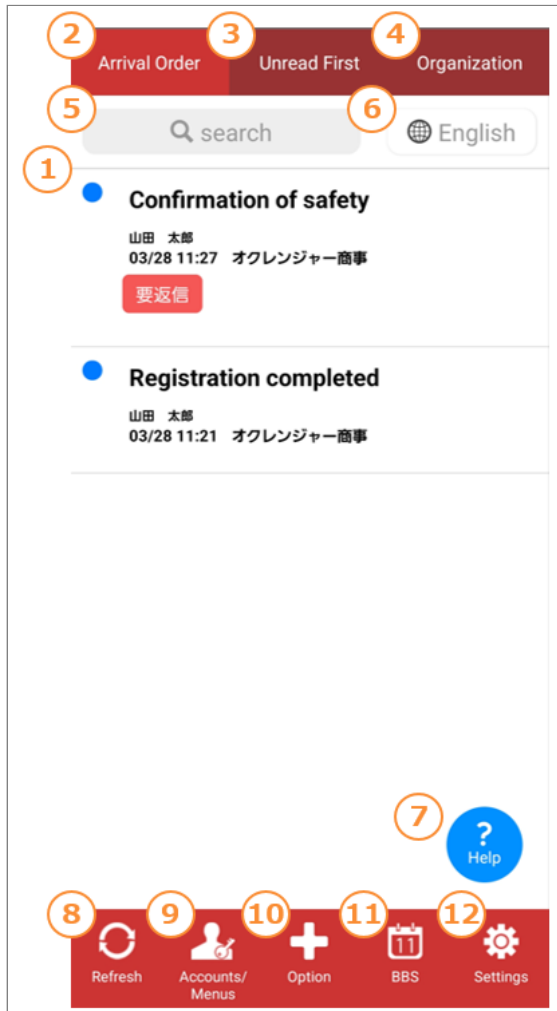 2 3 4
Arrival Order Unread First Organization
5 6
search English
1
Confirmation of safety
山田 太郎
03/28 11:27 オクレンジャー商事
要返信
Registration completed
山田 太郎
03/28 11:21 オクレンジャー商事
7
?
Help
8 9 10 11 12
11
Refresh Accounts/ Option BBS Settings
Menus